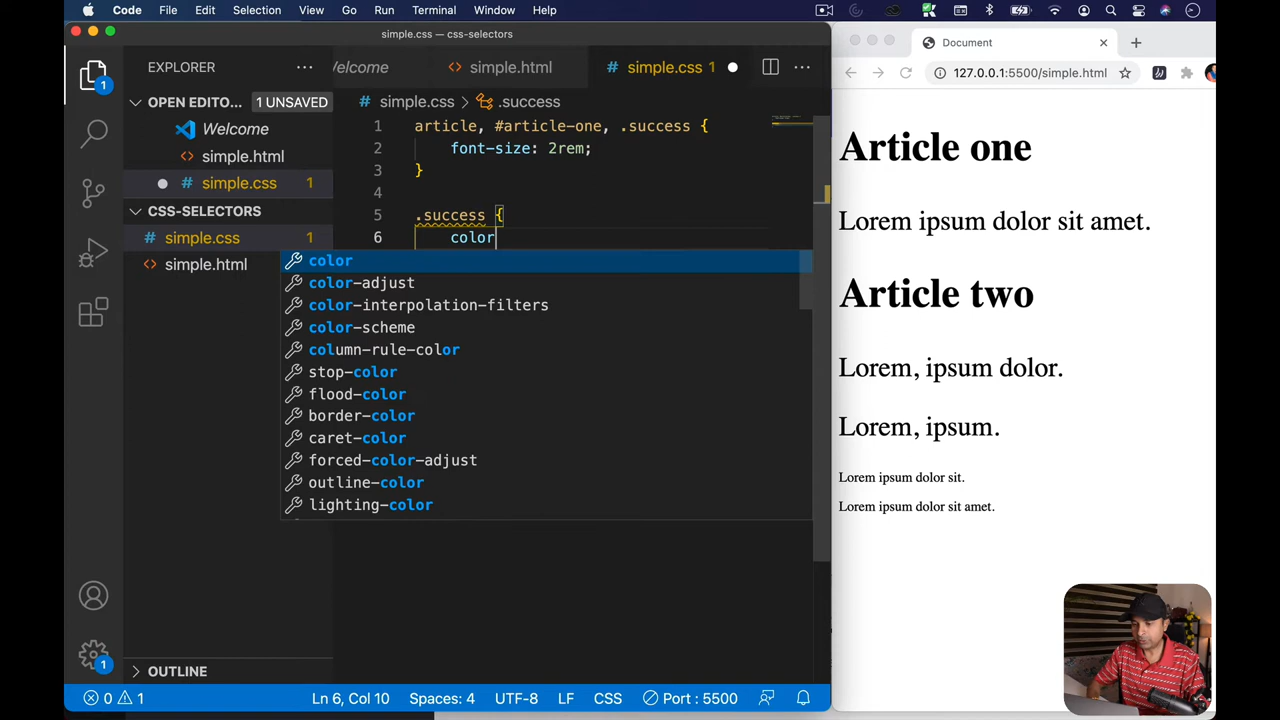 Code File Edit Selection View Go Run Terminal Window Help
simple.css — css-selectors
EXPLORER
elcome
simple.html
simple.css 1
Document
OPEN EDITO... 1 UNSAVED
simple.css > .success
127.0.0.1:5500/simple.html
Welcome
simple.html
simple.css 1
CSS-SELECTORS
simple.css 1
simple.html
1 article, #article-one, .success {
2 font-size: 2rem;
3 }
4
5 .success {
6 color
color
color-adjust
color-interpolation-filters
color-scheme
column-rule-color
stop-color
flood-color
border-color
caret-color
forced-color-adjust
outline-color
lighting-color
Article one
Lorem ipsum dolor sit amet.
Article two
Lorem, ipsum dolor.
Lorem, ipsum.
Lorem ipsum dolor sit.
Lorem ipsum dolor sit amet.
1
1
OUTLINE
0 1 Ln 6, Col 10 Spaces: 4 UTF-8 LF CSS Port : 5500